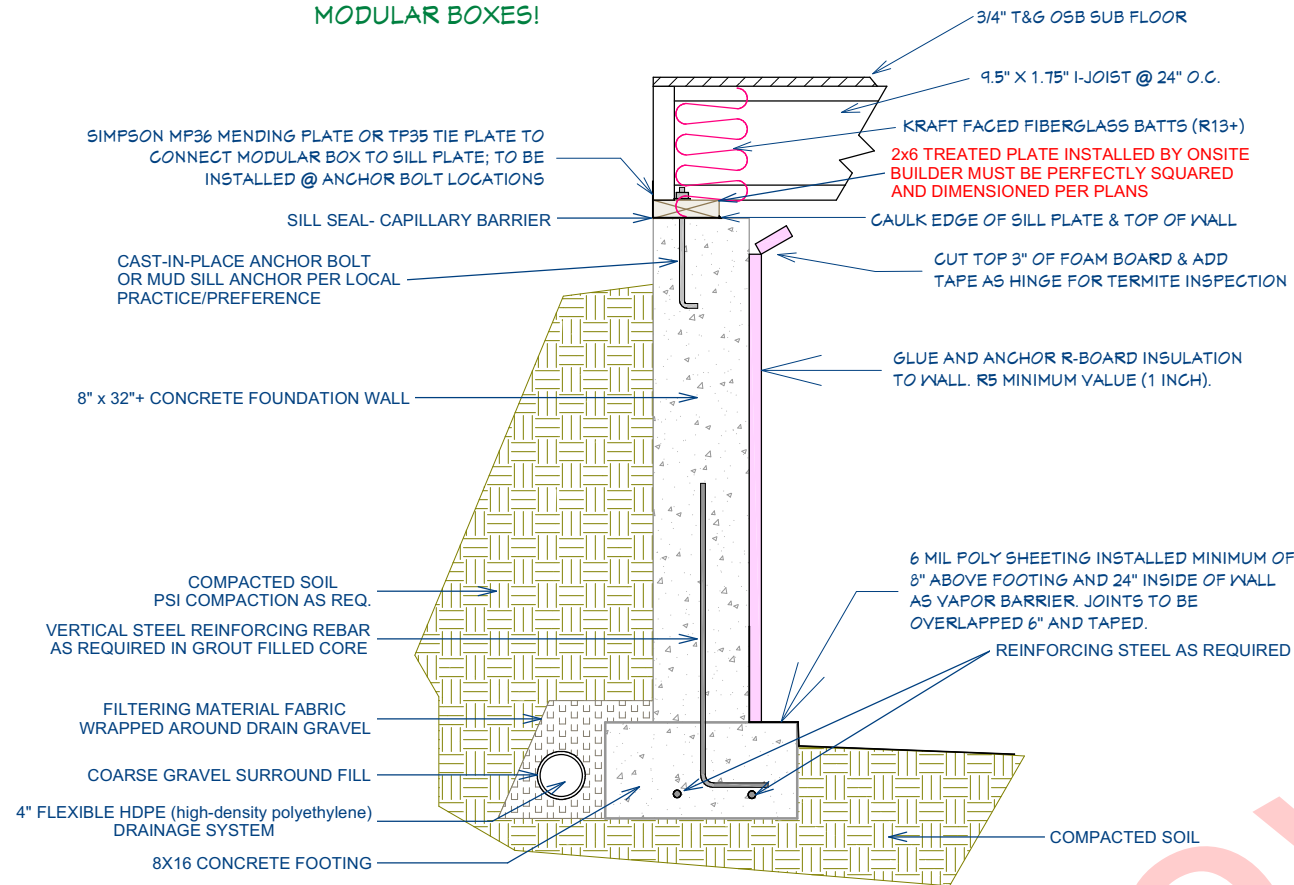 MODULAR BOXES!
3/4" T&G OSB SUB FLOOR
9.5" X 1.75" I-JOIST @ 24" O.C.
KRAFT FACED FIBERGLASS BATTS (R13+)
2x6 TREATED PLATE INSTALLED BY ONSITE
BUILDER MUST BE PERFECTLY SQUARED
AND DIMENSIONED PER PLANS
CAULK EDGE OF SILL PLATE & TOP OF WALL
CUT TOP 3" OF FOAM BOARD & ADD
TAPE AS HINGE FOR TERMITE INSPECTION
GLUE AND ANCHOR R-BOARD INSULATION
TO WALL. R5 MINIMUM VALUE (1 INCH).
6 MIL POLY SHEETING INSTALLED MINIMUM OF
8" ABOVE FOOTING AND 24" INSIDE OF WALL
AS VAPOR BARRIER. JOINTS TO BE
OVERLAPPED 6" AND TAPED.
REINFORCING STEEL AS REQUIRED
COMPACTED SOIL
SIMPSON MP36 MENDING PLATE OR TP35 TIE PLATE TO
CONNECT MODULAR BOX TO SILL PLATE; TO BE
INSTALLED @ ANCHOR BOLT LOCATIONS
SILL SEAL- CAPILLARY BARRIER
CAST-IN-PLACE ANCHOR BOLT
OR MUD SILL ANCHOR PER LOCAL
PRACTICE/PREFERENCE
8" x 32"+ CONCRETE FOUNDATION WALL
COMPACTED SOIL
PSI COMPACTION AS REQ.
VERTICAL STEEL REINFORCING REBAR
AS REQUIRED IN GROUT FILLED CORE
FILTERING MATERIAL FABRIC
WRAPPED AROUND DRAIN GRAVEL
COARSE GRAVEL SURROUND FILL
4" FLEXIBLE HDPE (high-density polyethylene)
DRAINAGE SYSTEM
8X16 CONCRETE FOOTING